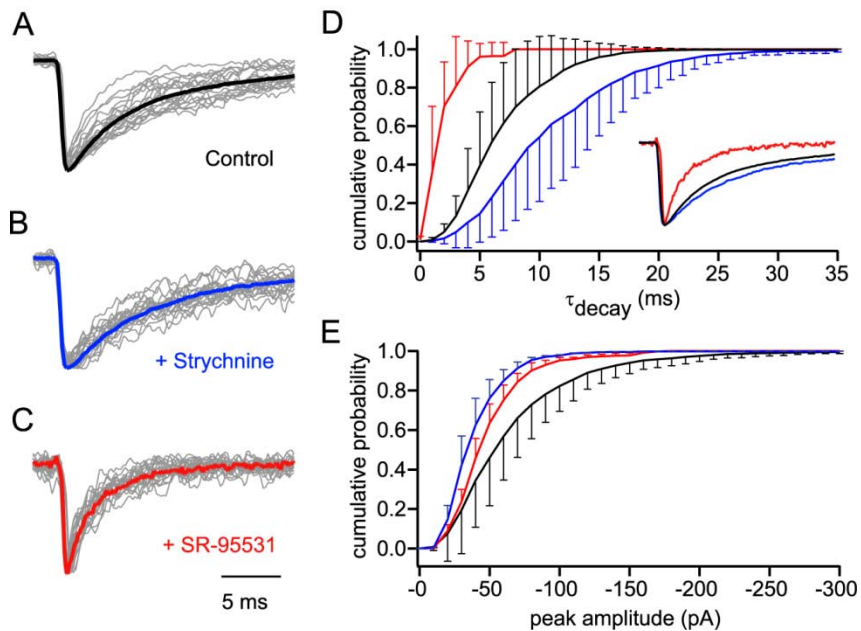 A
Control
B
+ Strychnine
C
+ SR-95531
5 ms
D
cumulative probability
1.0
0.8
0.6
0.4
0.2
0.0
0 5 10 15 20 25 30 35
τdecay (ms)
E
cumulative probability
1.0
0.8
0.6
0.4
0.2
0.0
-0 -50 -100 -150 -200 -250 -300
peak amplitude (pA)